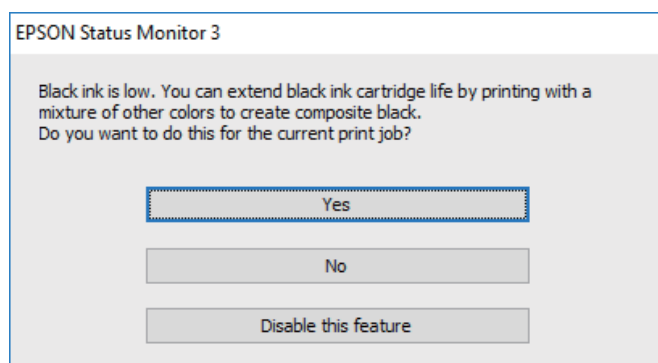 EPSON Status Monitor 3
Black ink is low. You can extend black ink cartridge life by printing with a
mixture of other colors to create composite black.
Do you want to do this for the current print job?
Yes
No
Disable this feature